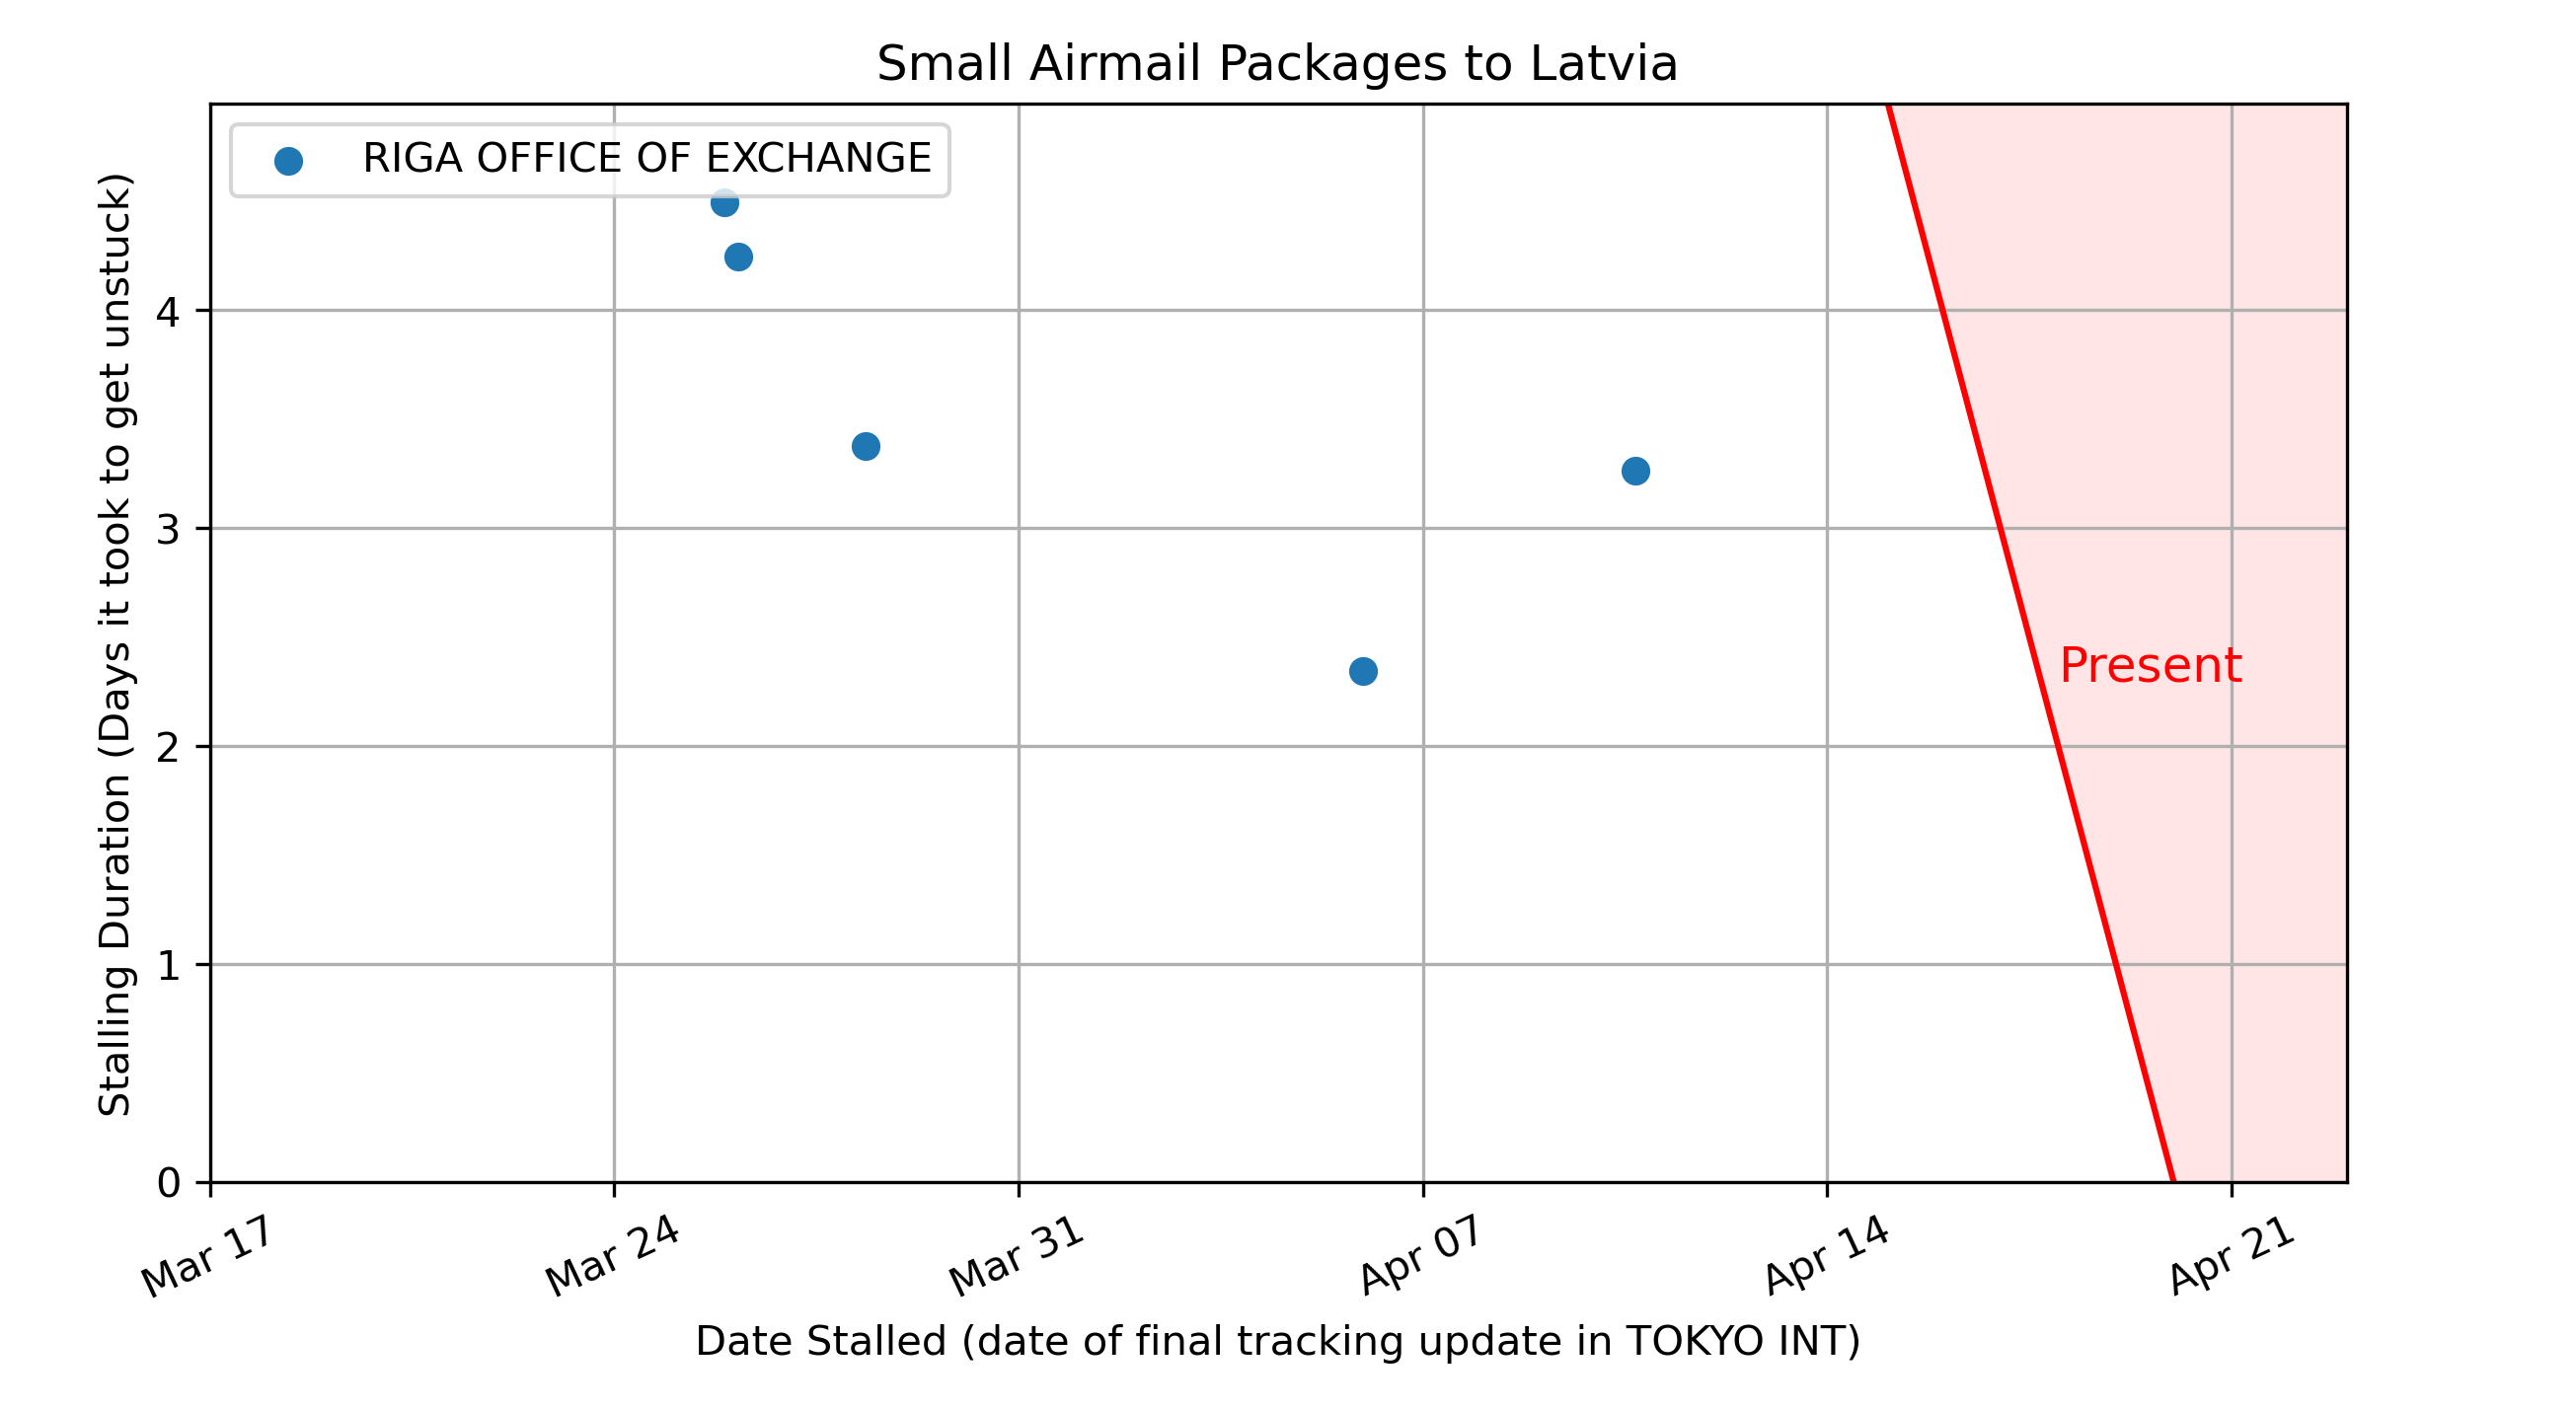 Small Airmail Packages to Latvia
RIGA OFFICE OF EXCHANGE
Stalling Duration (Days it took to get unstuck)
4
3
2
1
0
Present
Mar 17
Mar 24
Mar 31
Apr 07
Apr 14
Apr 21
Date Stalled (date of final tracking update in TOKYO INT)